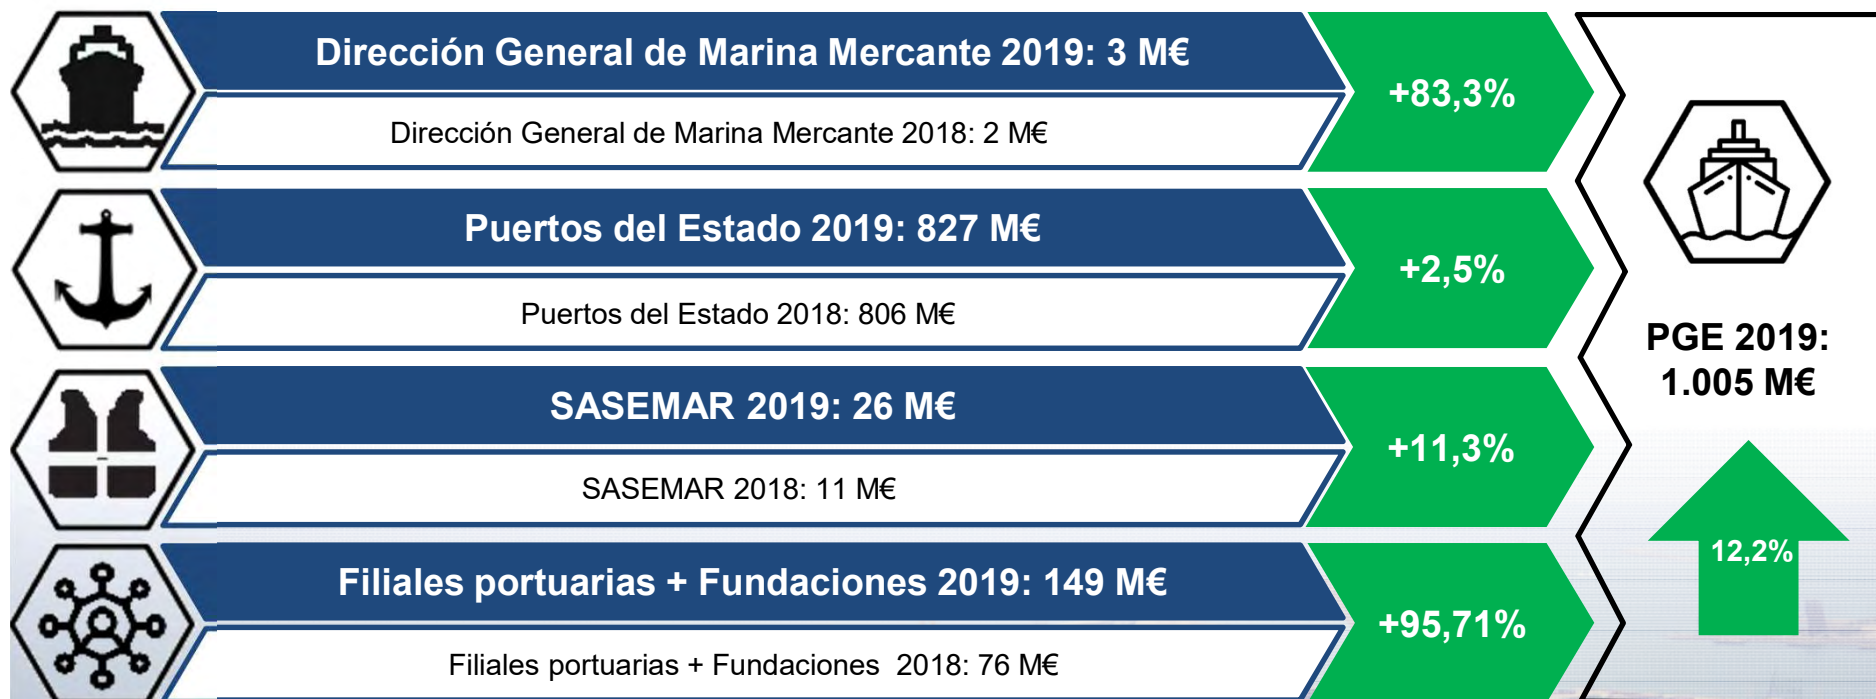 Dirección General de Marina Mercante 2019: 3 M€
+83,3%
Dirección General de Marina Mercante 2018: 2 M€
Puertos del Estado 2019: 827 M€
+2,5%
Puertos del Estado 2018: 806 M€
SASEMAR 2019: 26 M€
+11,3%
SASEMAR 2018: 11 M€
Filiales portuarias + Fundaciones 2019: 149 M€
+95,71%
Filiales portuarias + Fundaciones 2018: 76 M€
PGE 2019:
1.005 M€
12,2%